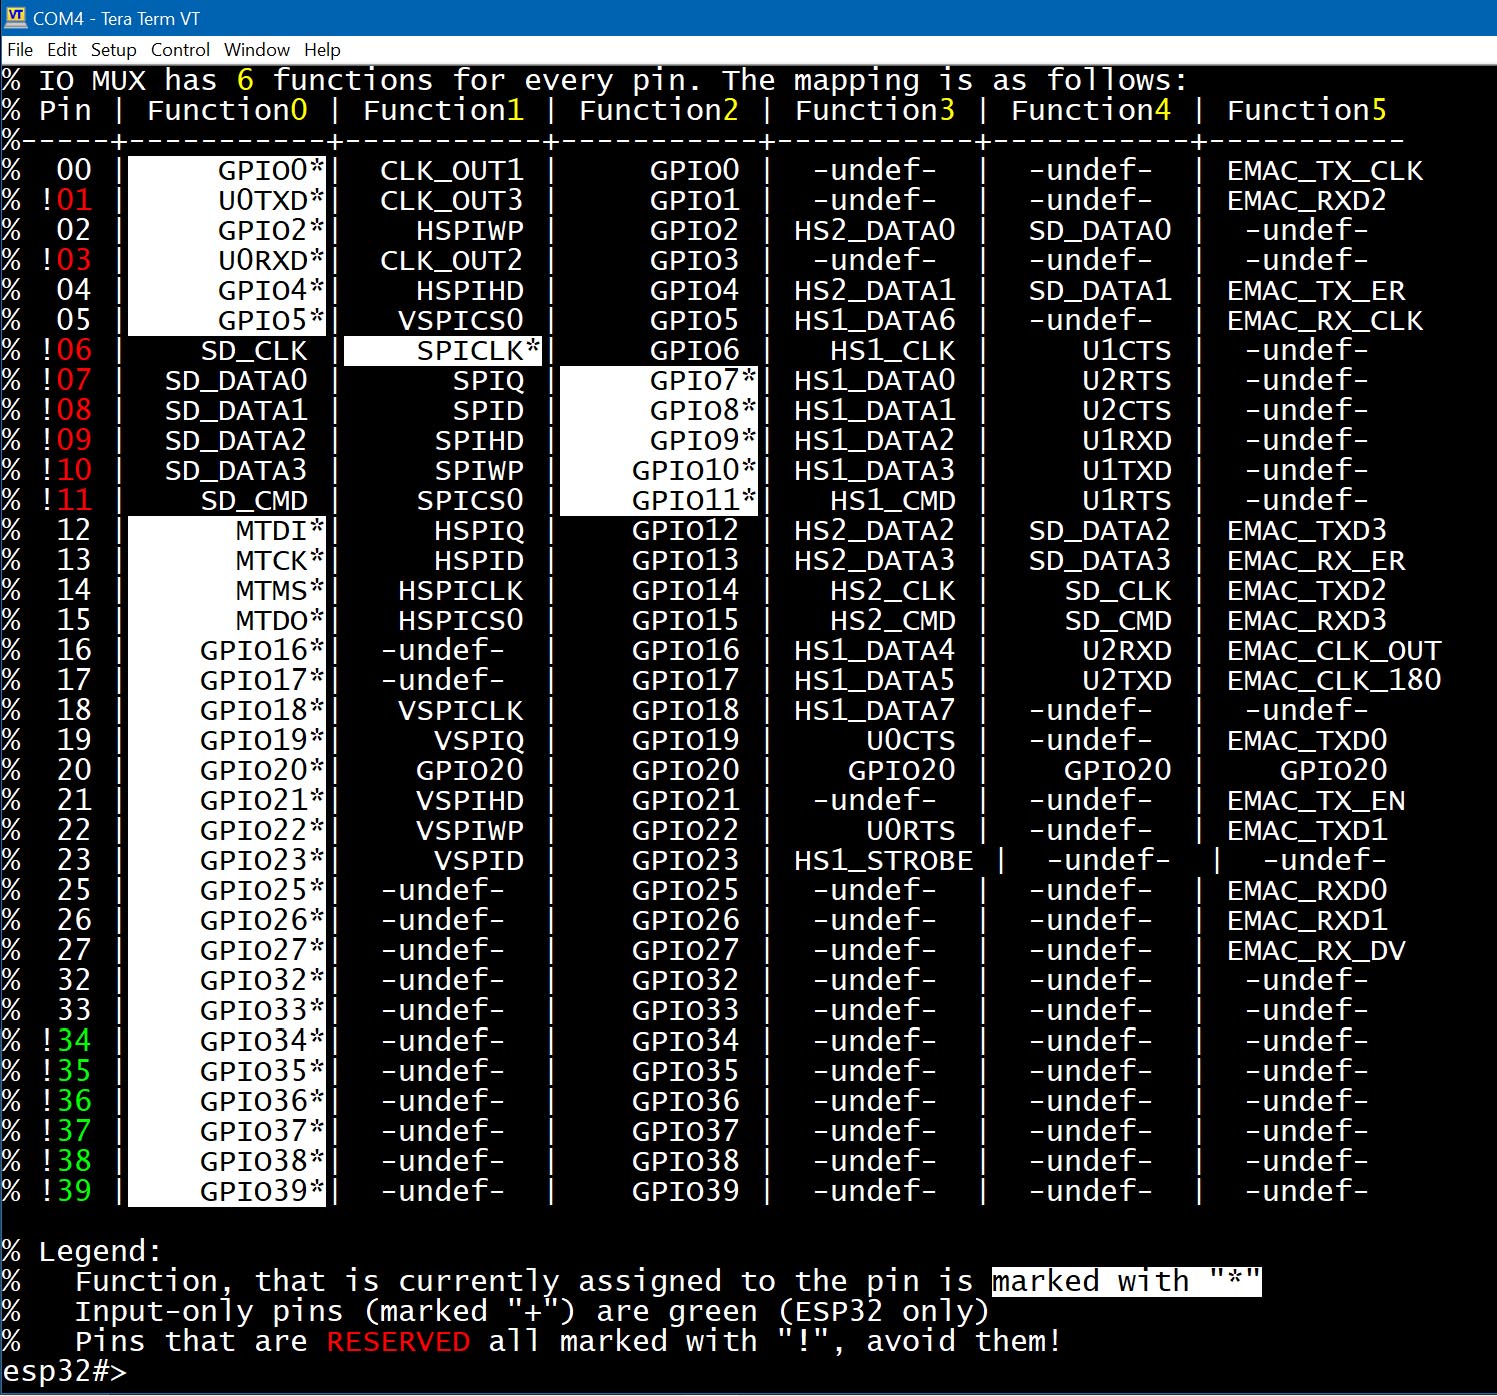 COM4 - Tera Term VT
File Edit Setup Control Window Help
% IO MUX has 6 functions for every pin. The mapping is as follows:
% Pin | Function0 | Function1 | Function2 | Function3 | Function4 | Function5
%-----+-----------+-----------+-----------+-----------+-----------+-----------
%  00 |     GPIO0*|  CLK_OUT1 |     GPIO0 |  -undef-  |  -undef-  | EMAC_TX_CLK
% !01 |     U0TXD*|  CLK_OUT3 |     GPIO1 |  -undef-  |  -undef-  | EMAC_RXD2
%  02 |     GPIO2*|    HSPIWP |     GPIO2 | HS2_DATA0 |  SD_DATA0 |  -undef-
% !03 |     U0RXD*|  CLK_OUT2 |     GPIO3 |  -undef-  |  -undef-  |  -undef-
%  04 |     GPIO4*|    HSPIHD |     GPIO4 | HS2_DATA1 |  SD_DATA1 | EMAC_TX_ER
%  05 |     GPIO5*|   VSPICS0 |     GPIO5 | HS1_DATA6 |  -undef-  | EMAC_RX_CLK
% !06 |    SD_CLK |    SPICLK*|     GPIO6 |   HS1_CLK |     U1CTS |  -undef-
% !07 |  SD_DATA0 |      SPIQ |     GPIO7*| HS1_DATA0 |     U2RTS |  -undef-
% !08 |  SD_DATA1 |      SPID |     GPIO8*| HS1_DATA1 |     U2CTS |  -undef-
% !09 |  SD_DATA2 |     SPIHD |     GPIO9*| HS1_DATA2 |     U1RXD |  -undef-
% !10 |  SD_DATA3 |     SPIWP |    GPIO10*| HS1_DATA3 |     U1TXD |  -undef-
% !11 |    SD_CMD |    SPICS0 |    GPIO11*|   HS1_CMD |     U1RTS |  -undef-
%  12 |      MTDI*|     HSPIQ |    GPIO12 | HS2_DATA2 |  SD_DATA2 | EMAC_TXD3
%  13 |      MTCK*|     HSPID |    GPIO13 | HS2_DATA3 |  SD_DATA3 | EMAC_RX_ER
%  14 |      MTMS*|   HSPICLK |    GPIO14 |   HS2_CLK |    SD_CLK | EMAC_TXD2
%  15 |      MTDO*|   HSPICS0 |    GPIO15 |   HS2_CMD |    SD_CMD | EMAC_RXD3
%  16 |    GPIO16*|  -undef-  |    GPIO16 | HS1_DATA4 |     U2RXD | EMAC_CLK_OUT
%  17 |    GPIO17*|  -undef-  |    GPIO17 | HS1_DATA5 |     U2TXD | EMAC_CLK_180
%  18 |    GPIO18*|   VSPICLK |    GPIO18 | HS1_DATA7 |  -undef-  |  -undef-
%  19 |    GPIO19*|     VSPIQ |    GPIO19 |     U0CTS |  -undef-  | EMAC_TXD0
%  20 |    GPIO20*|    GPIO20 |    GPIO20 |    GPIO20 |    GPIO20 |    GPIO20
%  21 |    GPIO21*|    VSPIHD |    GPIO21 |  -undef-  |  -undef-  | EMAC_TX_EN
%  22 |    GPIO22*|    VSPIWP |    GPIO22 |     U0RTS |  -undef-  | EMAC_TXD1
%  23 |    GPIO23*|     VSPID |    GPIO23 | HS1_STROBE |  -undef-  |  -undef-
%  25 |    GPIO25*|  -undef-  |    GPIO25 |  -undef-  |  -undef-  | EMAC_RXD0
%  26 |    GPIO26*|  -undef-  |    GPIO26 |  -undef-  |  -undef-  | EMAC_RXD1
%  27 |    GPIO27*|  -undef-  |    GPIO27 |  -undef-  |  -undef-  | EMAC_RX_DV
%  32 |    GPIO32*|  -undef-  |    GPIO32 |  -undef-  |  -undef-  |  -undef-
%  33 |    GPIO33*|  -undef-  |    GPIO33 |  -undef-  |  -undef-  |  -undef-
% !34 |    GPIO34*|  -undef-  |    GPIO34 |  -undef-  |  -undef-  |  -undef-
% !35 |    GPIO35*|  -undef-  |    GPIO35 |  -undef-  |  -undef-  |  -undef-
% !36 |    GPIO36*|  -undef-  |    GPIO36 |  -undef-  |  -undef-  |  -undef-
% !37 |    GPIO37*|  -undef-  |    GPIO37 |  -undef-  |  -undef-  |  -undef-
% !38 |    GPIO38*|  -undef-  |    GPIO38 |  -undef-  |  -undef-  |  -undef-
% !39 |    GPIO39*|  -undef-  |    GPIO39 |  -undef-  |  -undef-  |  -undef-
% Legend:
%   Function, that is currently assigned to the pin is marked with "*"
%   Input-only pins (marked "+") are green (ESP32 only)
%   Pins that are RESERVED all marked with "!", avoid them!
esp32#>